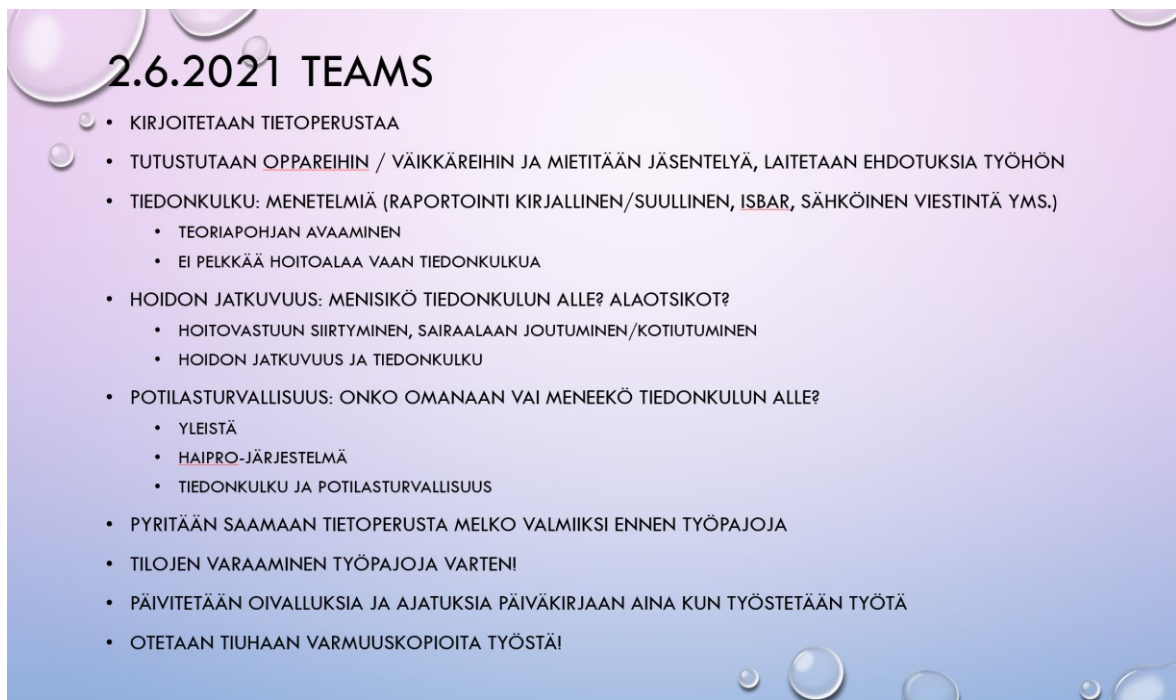 2.6.2021 TEAMS
• KIRJOITETAAN TIETOPERUSTAA
• TUTUSTUTAAN OPPAREIHIN / VÄIKKÄREIHIN JA MIETITÄÄN JÄSENTELYÄ, LAITETAAN EHDOTUKSIA TYÖHÖN
• TIEDONKULKU: MENETELMIÄ (RAPORTOINTI KIRJALLINEN/SUULLINEN, ISBAR, SÄHKÖINEN VIESTINTÄ YMS.)
• TEORIAPOHJAN AVAAMINEN
• EI PELKKÄÄ HOITOALAA VAAN TIEDONKULKUA
• HOIDON JATKUVUUS: MENISIKÖ TIEDONKULUN ALLE? ALAOTSIKOT?
• HOITOVASTUUN SIIRTYMINEN, SAIRAALAAN JOUTUMINEN/KOTIUTUMINEN
• HOIDON JATKUVUUS JA TIEDONKULKU
• POTILASTURVALLISUUS: ONKO OMANAAN VAI MENEEKÖ TIEDONKULUN ALLE?
• YLEISTÄ
• HAIPRO-JÄRJESTELMÄ
• TIEDONKULKU JA POTILASTURVALLISUUS
• PYRITÄÄN SAAMAAN TIETOPERUSTA MELKO VALMIIKSI ENNEN TYÖPAJOJA
• TILOJEN VARAAMINEN TYÖPAJOJA VARTEN!
• PÄIVITETÄÄN OIVALLUKSIA JA AJATUKSIA PÄIVÄKIRJAAN AINA KUN TYÖSTETÄÄN TYÖTÄ
• OTETAAN TIUHAAN VARMUUSKOPIOITA TYÖSTÄ!